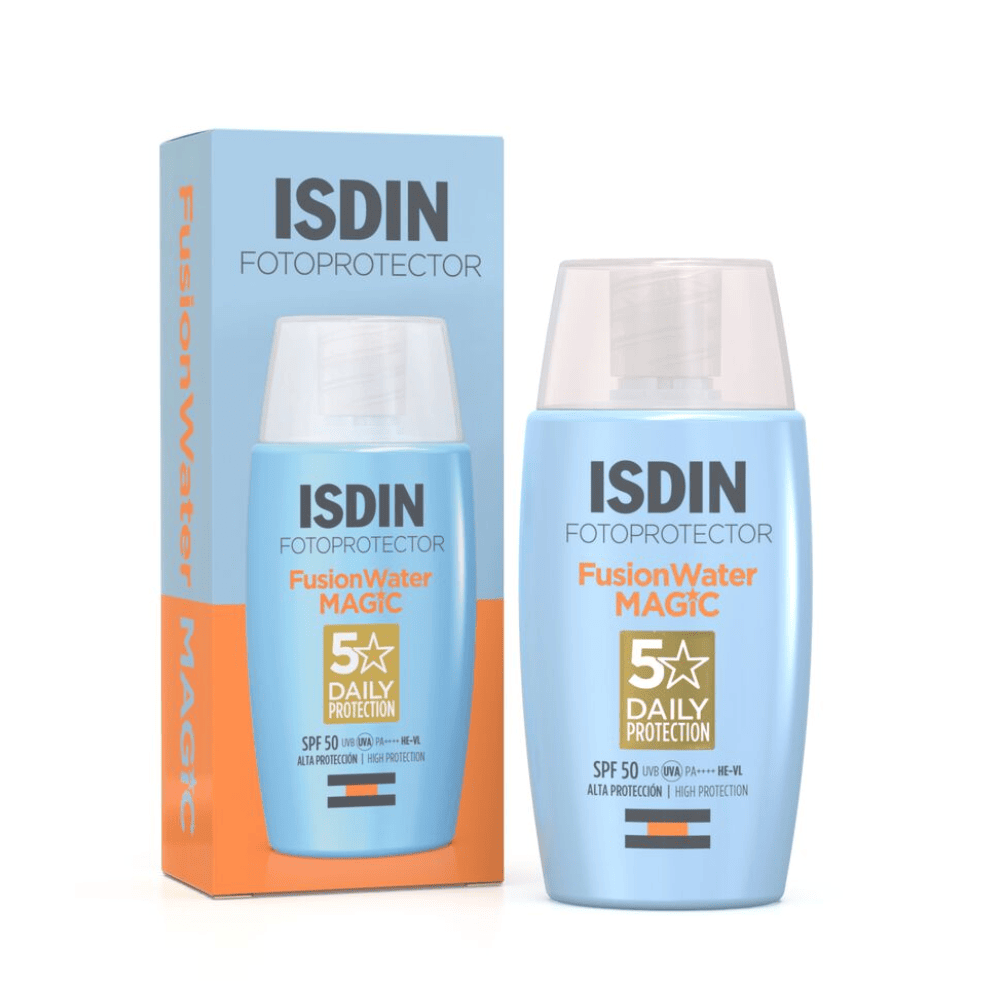 FusionWater MAGIC
ISDIN
FOTOPROTECTOR
ISDIN
FOTOPROTECTOR
FusionWater
MAGIC
5☆
DAILY
PROTECTION
SPF 50 UVB UVA PA++++ HE-VL
ALTA PROTECCIÓN | HIGH PROTECTION
ISDIN
FOTOPROTECTOR
FusionWater
MAGIC
5☆
DAILY
PROTECTION
SPF 50 UVB UVA PA++++ HE-VL
ALTA PROTECCIÓN | HIGH PROTECTION